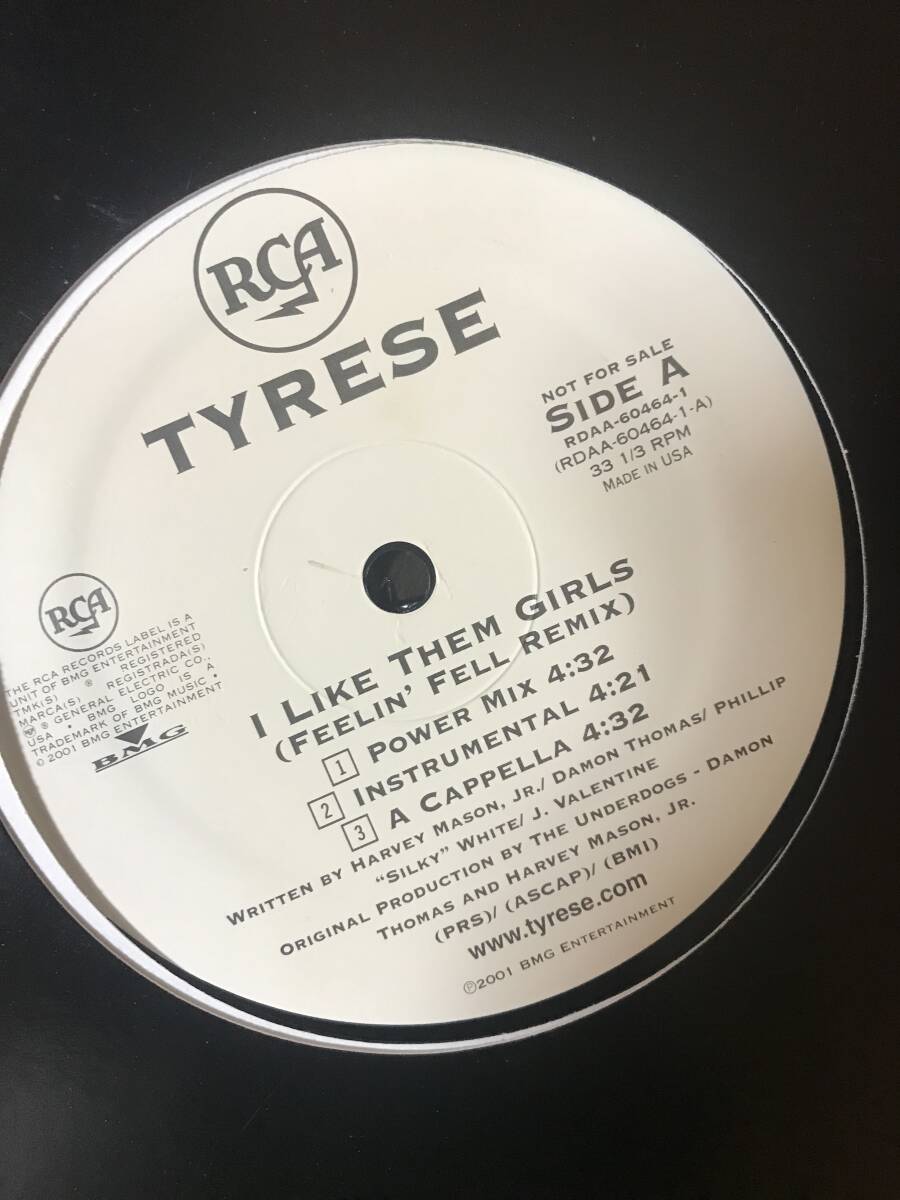 RCA
TYRESE
NOT FOR SALE
SIDE A
RDAA-60464-1
(RDAA-60464-1-A)
33 1/3 RPM
MADE IN USA
RCA
THE RCA RECORDS LABEL IS A
UNIT OF BMG ENTERTAINMENT
TMK(S) ® REGISTERED
MARCA(S) REGISTRADA(S)
® GENERAL ELECTRIC CO.,
USA • BMG LOGO IS A
TRADEMARK OF BMG MUSIC •
© 2001 BMG ENTERTAINMENT
BMG
I LIKE THEM GIRLS
(FEELIN' FELL REMIX)
1 POWER MIX 4:32
2 INSTRUMENTAL 4:21
3 A CAPPELLA 4:32
WRITTEN BY HARVEY MASON, JR./ DAMON THOMAS/ PHILLIP
"SILKY" WHITE/ J. VALENTINE
ORIGINAL PRODUCTION BY THE UNDERDOGS - DAMON
THOMAS AND HARVEY MASON, JR.
(PRS)/ (ASCAP)/ (BMI)
www.tyrese.com
℗2001 BMG ENTERTAINMENT